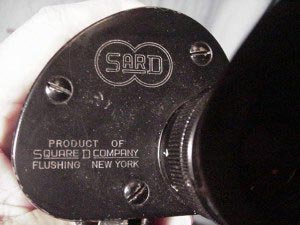 SARD
PRODUCT OF
SQUARE D COMPANY
FLUSHING NEW YORK